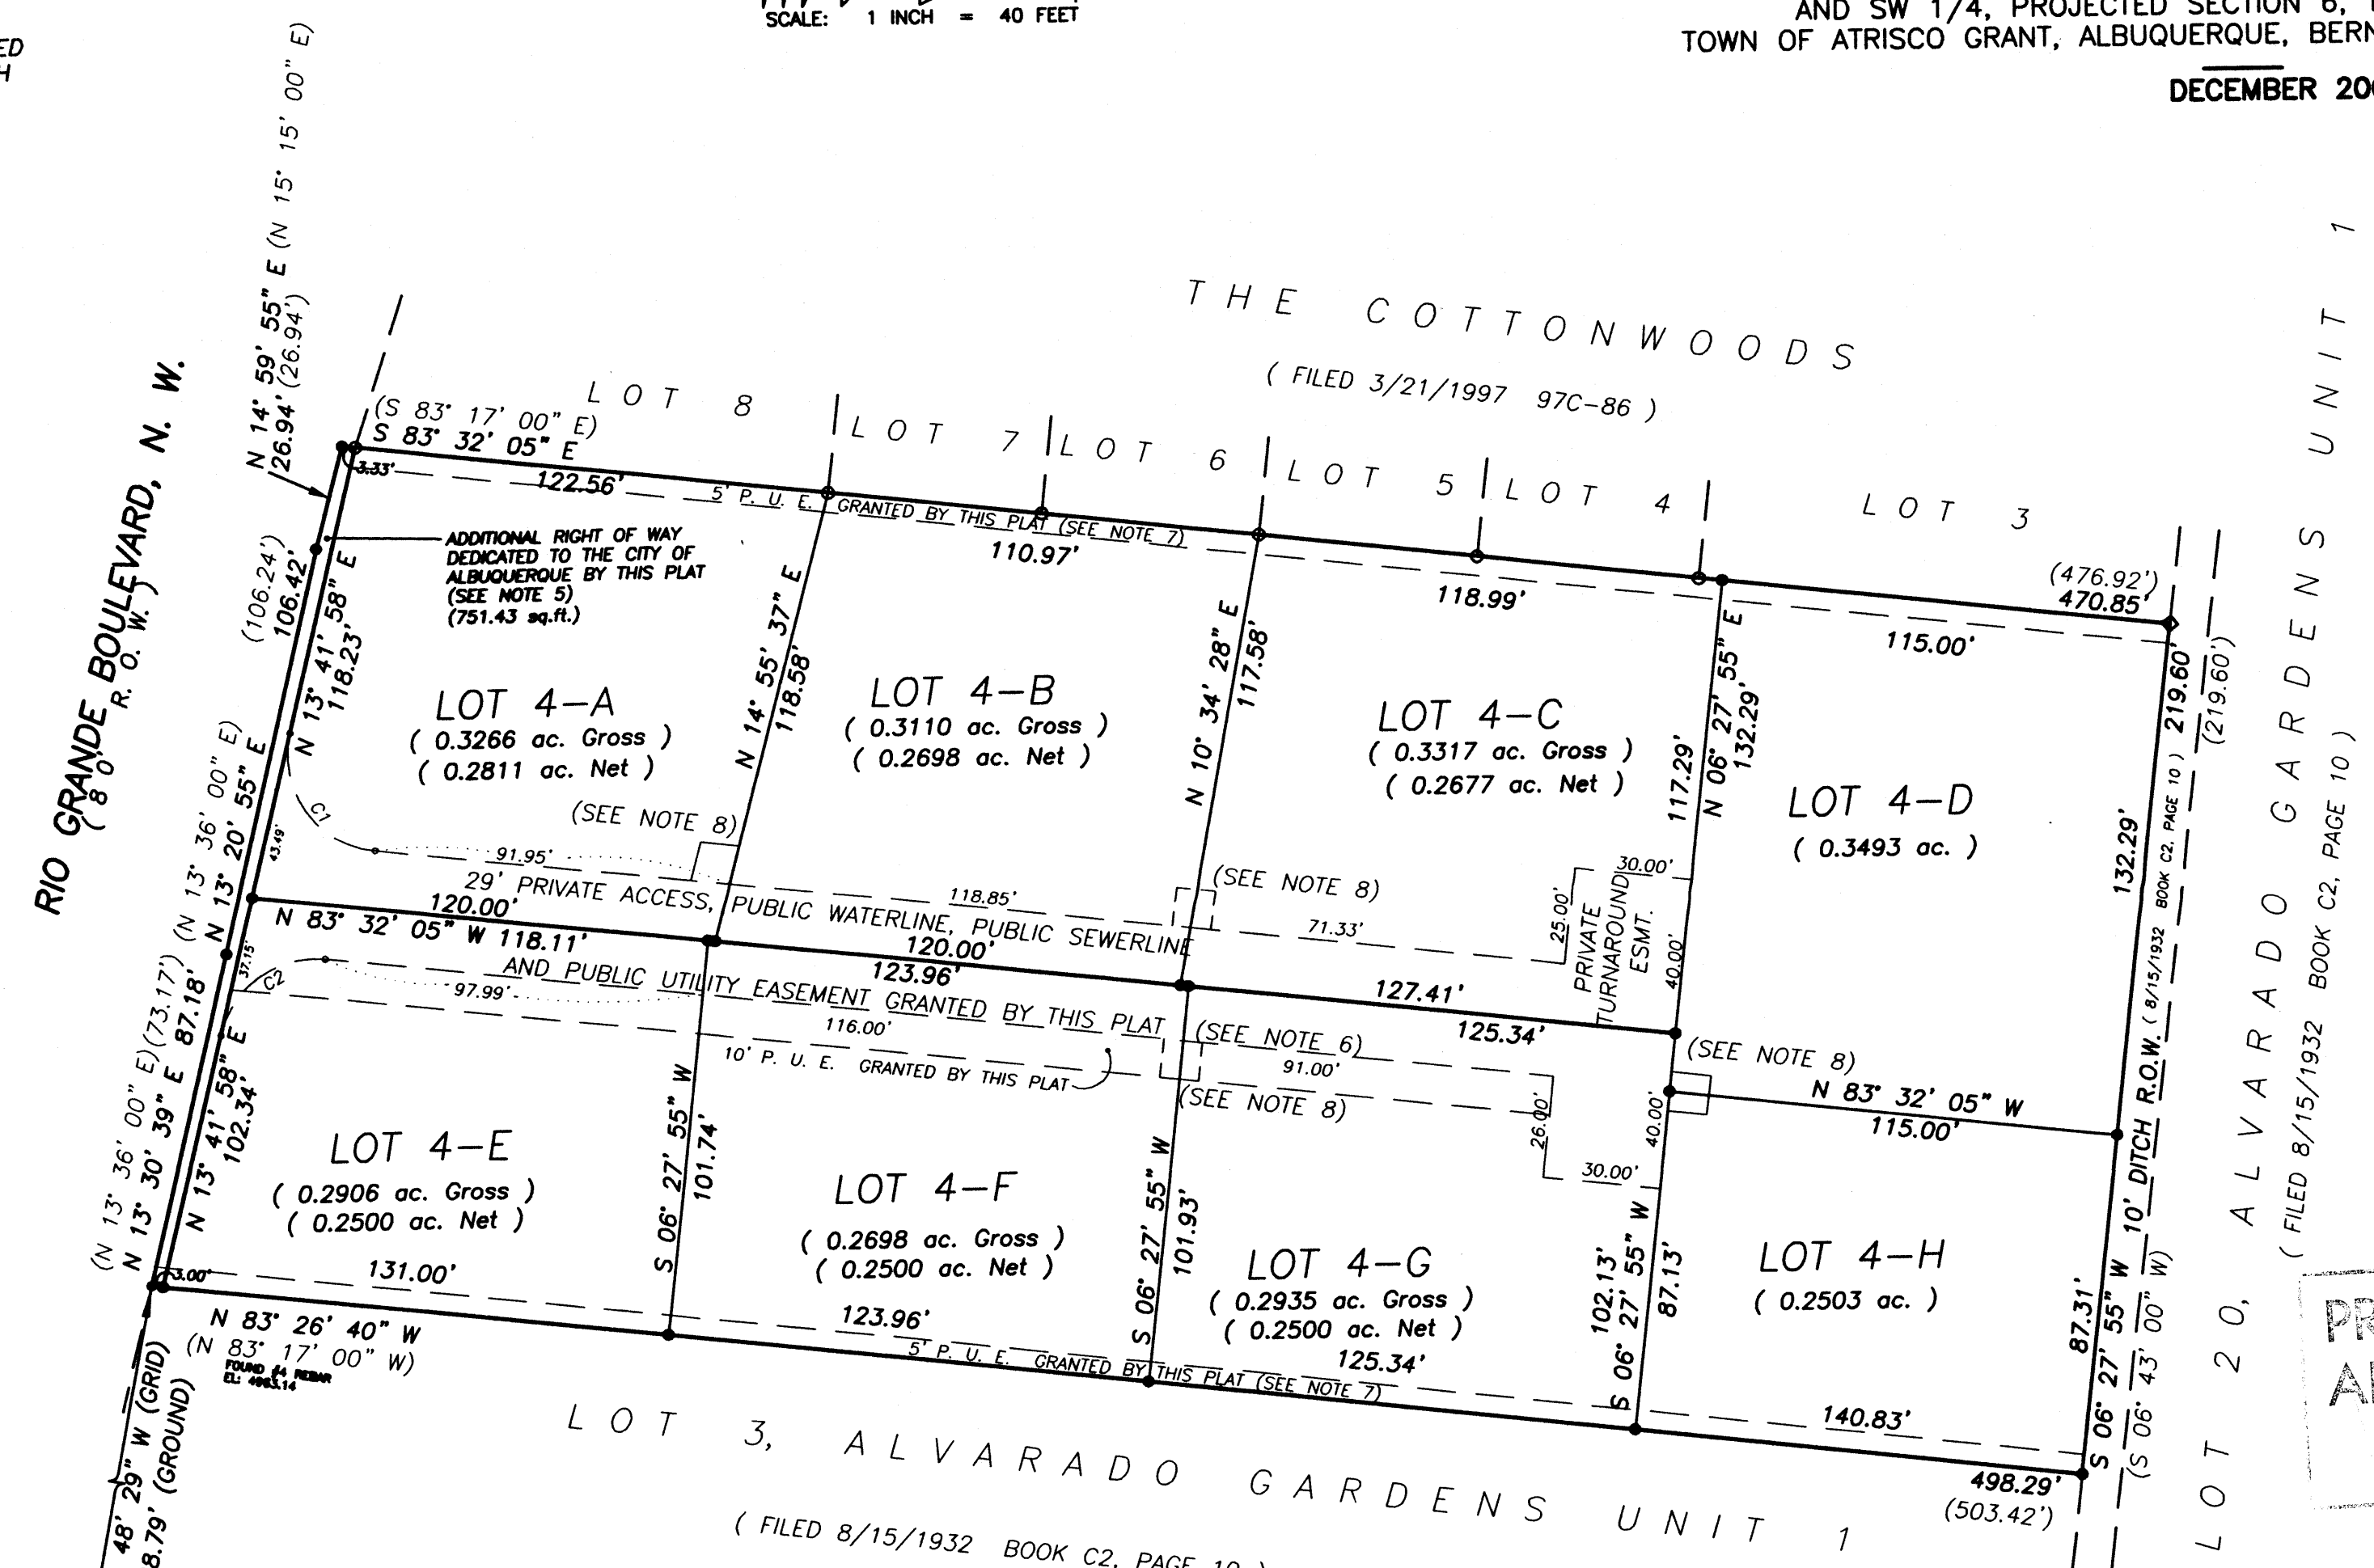 SCALE: 1 INCH = 40 FEET
AND SW 1/4, PROJECTED SECTION 6,
TOWN OF ATRISCO GRANT, ALBUQUERQUE, BERN
DECEMBER 20
ED
H
N 14° 59' 55" E (N 15° 15' 00" E)
26.94' (26.94')
RIO GRANDE BOULEVARD, N. W.
( 80' R. O. W. )
THE COTTONWOODS
( FILED 3/21/1997 97C-86 )
LOT 8
LOT 7
LOT 6
LOT 5
LOT 4
LOT 3
(S 83° 17' 00" E)
S 83° 32' 05" E
3.33'
122.56'
5' P. U. E. GRANTED BY THIS PLAT (SEE NOTE 7)
110.97'
118.99'
115.00'
(476.92')
470.85'
ADDITIONAL RIGHT OF WAY
DEDICATED TO THE CITY OF
ALBUQUERQUE BY THIS PLAT
(SEE NOTE 5)
(751.43 sq.ft.)
(106.24')
106.42'
N 13° 41' 58" E
118.23'
N 14° 55' 37" E
118.58'
N 10° 34' 28" E
117.58'
117.29'
N 06° 27' 55" E
132.29'
LOT 4-A
( 0.3266 ac. Gross )
( 0.2811 ac. Net )
LOT 4-B
( 0.3110 ac. Gross )
( 0.2698 ac. Net )
LOT 4-C
( 0.3317 ac. Gross )
( 0.2677 ac. Net )
LOT 4-D
( 0.3493 ac. )
132.29'
219.60'
(219.60')
10' DITCH R.O.W. ( 8/15/1932 BOOK C2, PAGE 10 )
LOT 20, ALVARADO GARDENS UNIT 1
( FILED 8/15/1932 BOOK C2, PAGE 10 )
(N 13° 36' 00" E)
N 13° 20' 55" E
43.49'
C1
(SEE NOTE 8)
91.95'
29' PRIVATE ACCESS, PUBLIC WATERLINE, PUBLIC SEWERLINE
118.85'
(SEE NOTE 8)
71.33'
25.00'
30.00'
PRIVATE
TURNAROUND
ESMT.
40.00'
120.00'
N 83° 32' 05" W 118.11'
120.00'
123.96'
127.41'
125.34'
AND PUBLIC UTILITY EASEMENT GRANTED BY THIS PLAT
(SEE NOTE 6)
37.15'
C2
97.99'
116.00'
91.00'
10' P. U. E. GRANTED BY THIS PLAT
(SEE NOTE 8)
(SEE NOTE 8)
N 83° 32' 05" W
115.00'
26.00'
30.00'
40.00'
(N 13° 36' 00" E)(73.17')
N 13° 30' 39" E 87.18'
N 13° 41' 58" E
102.34'
S 06° 27' 55" W
101.74'
S 06° 27' 55" W
101.93'
102.13'
S 06° 27' 55" W
87.13'
LOT 4-E
( 0.2906 ac. Gross )
( 0.2500 ac. Net )
LOT 4-F
( 0.2698 ac. Gross )
( 0.2500 ac. Net )
LOT 4-G
( 0.2935 ac. Gross )
( 0.2500 ac. Net )
LOT 4-H
( 0.2503 ac. )
87.31'
S 06° 27' 55" W
(S 06° 43' 00" W)
3.00'
131.00'
123.96'
125.34'
140.83'
5' P. U. E. GRANTED BY THIS PLAT (SEE NOTE 7)
498.29'
(503.42')
N 83° 26' 40" W
(N 83° 17' 00" W)
FOUND #4 REBAR
EL: 4963.14
48' 29" W (GRID)
8.79' (GROUND)
LOT 3, ALVARADO GARDENS UNIT 1
( FILED 8/15/1932 BOOK C2, PAGE 10 )
PR